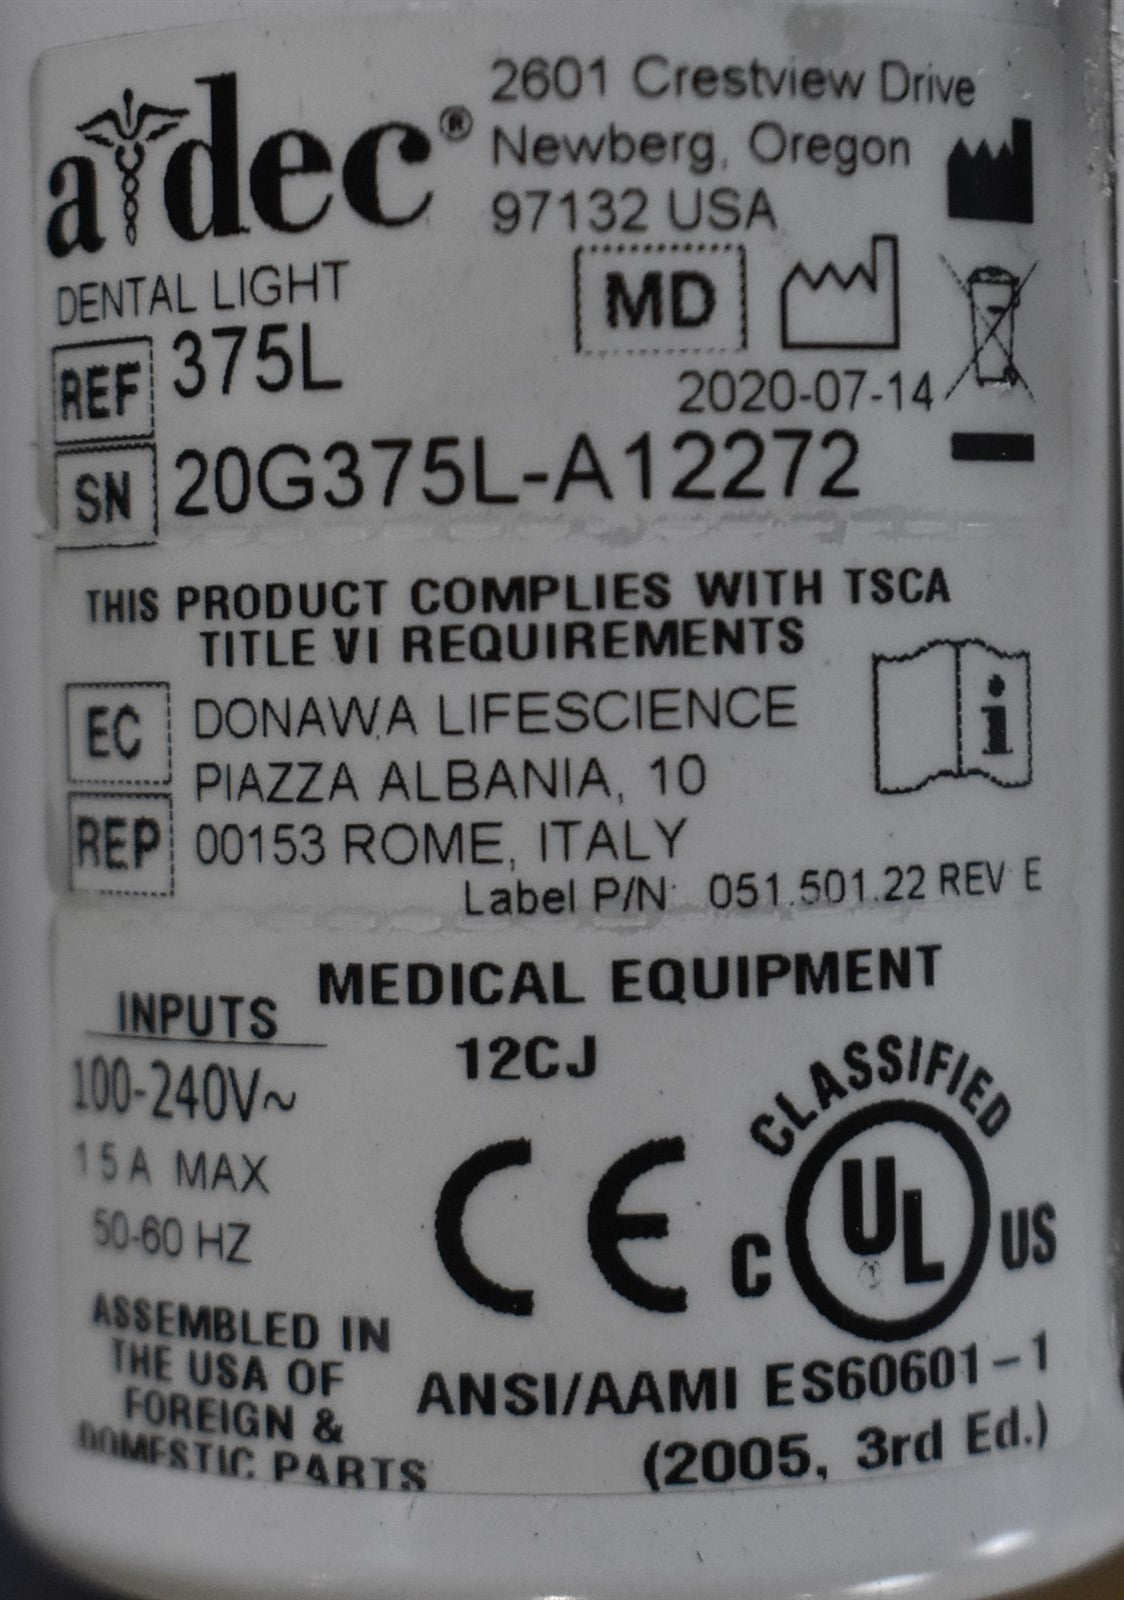 a dec®
2601 Crestview Drive
Newberg, Oregon
97132 USA
DENTAL LIGHT
MD
REF 375L
2020-07-14
SN 20G375L-A12272
THIS PRODUCT COMPLIES WITH TSCA
TITLE VI REQUIREMENTS
EC REP
DONAWA LIFESCIENCE
PIAZZA ALBANIA, 10
00153 ROME, ITALY
i
Label P/N: 051.501.22 REV E
MEDICAL EQUIPMENT
12CJ
INPUTS
100-240V~
1.5 A MAX
50-60 HZ
CE
CLASSIFIED
C UL US
ASSEMBLED IN
THE USA OF
FOREIGN &
DOMESTIC PARTS
ANSI/AAMI ES60601-1
(2005, 3rd Ed.)